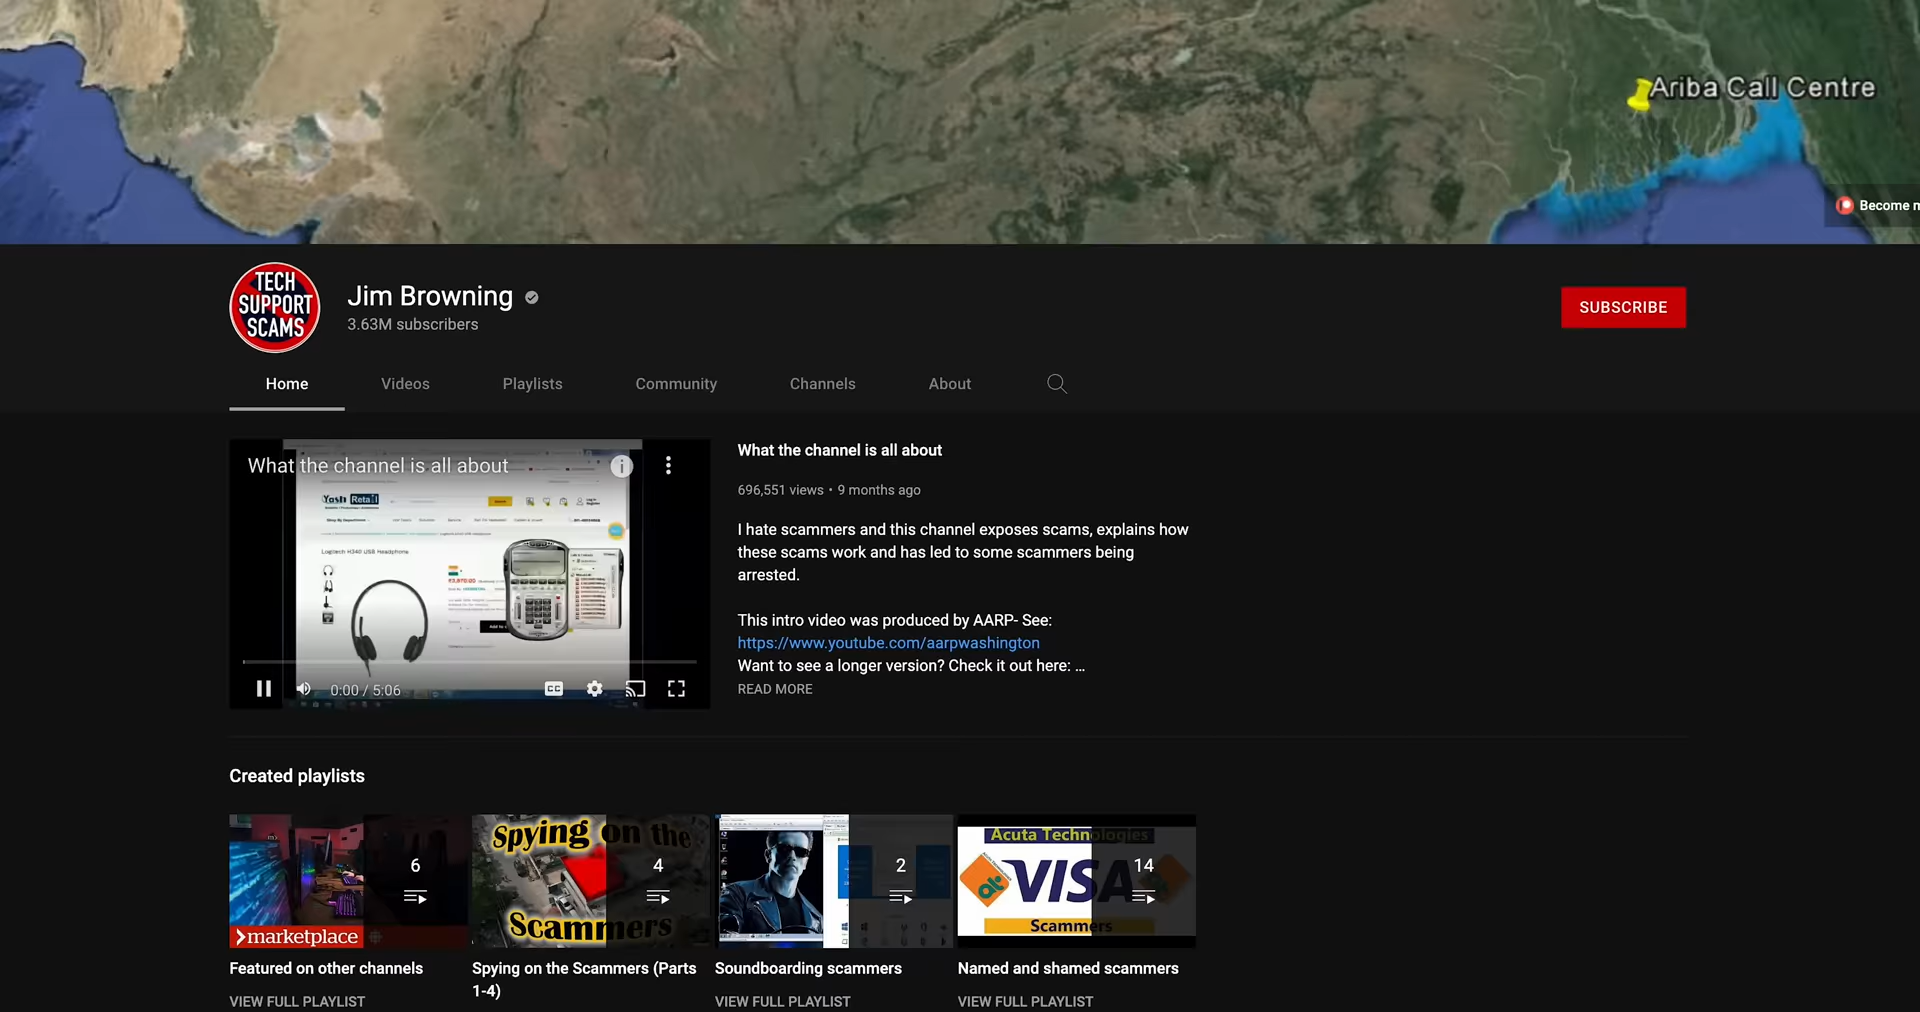 Ariba Call Centre
Become m
TECH
SUPPORT
SCAMS
Jim Browning
3.63M subscribers
SUBSCRIBE
Home
Videos
Playlists
Community
Channels
About
What the channel is all about
Yash Retail
Logitech H340 USB Headphone
0:00 / 5:06
What the channel is all about
696,551 views • 9 months ago
I hate scammers and this channel exposes scams, explains how
these scams work and has led to some scammers being
arrested.
This intro video was produced by AARP- See:
https://www.youtube.com/aarpwashington
Want to see a longer version? Check it out here: ...
READ MORE
Created playlists
6
marketplace
Featured on other channels
VIEW FULL PLAYLIST
Spying on the
4
Scammers
Spying on the Scammers (Parts
1-4)
2
Soundboarding scammers
VIEW FULL PLAYLIST
Acuta Technologies
VISA
14
Scammers
Named and shamed scammers
VIEW FULL PLAYLIST